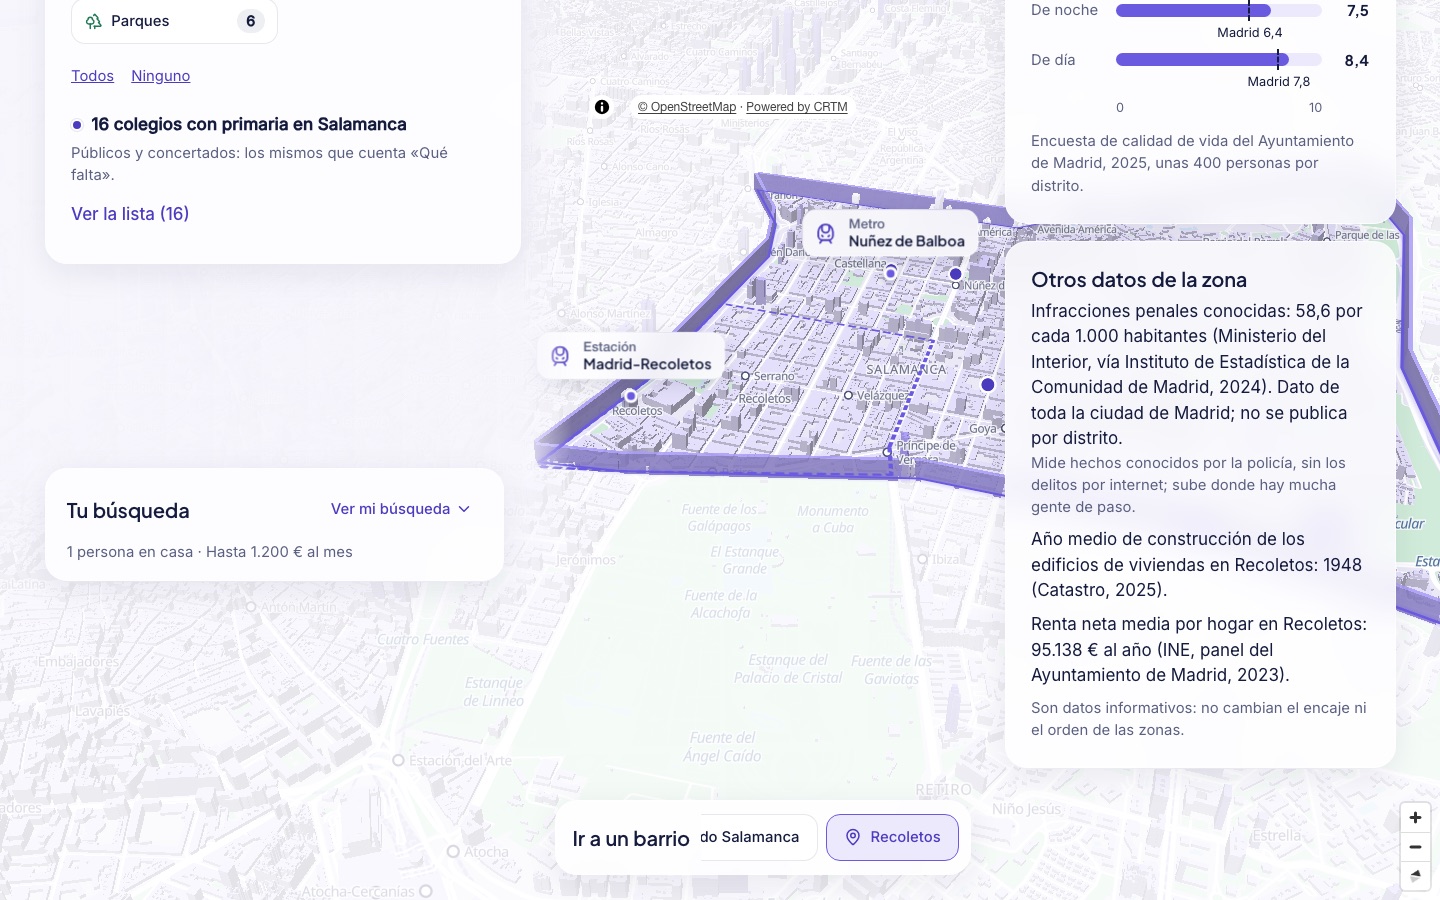 Parques 6
Todos Ninguno
16 colegios con primaria en Salamanca
Públicos y concertados: los mismos que cuenta «Qué
falta».
Ver la lista (16)
Tu búsqueda
Ver mi búsqueda
1 persona en casa · Hasta 1.200 € al mes
© OpenStreetMap · Powered by CRTM
Metro
Nuñez de Balboa
Castellana
Estación
Madrid-Recoletos
Recoletos
Serrano
Recoletos
SALAMANCA
Velázquez
Goya
Príncipe de
Vergara
Fuente de los
Galápagos
Monumento
a Cuba
El Estanque
Grande
Fuente de la
Alcachofa
Jerónimos
Ibiza
Antón Martín
Cuatro Fuentes
Embajadores
Estanque
de Linneo
Estanque del
Palacio de Cristal
Fuente de las
Gaviotas
Lavapiés
Fuente del
Ángel Caído
Estación del Arte
RETIRO
Niño Jesús
Estrella
Atocha
Atocha-Cercanías
Ir a un barrio
do Salamanca
Recoletos
De noche 7,5
Madrid 6,4
De día 8,4
Madrid 7,8
0 10
Encuesta de calidad de vida del Ayuntamiento
de Madrid, 2025, unas 400 personas por
distrito.
Avenida América
Parque de las
Otros datos de la zona
Infracciones penales conocidas: 58,6 por
cada 1.000 habitantes (Ministerio del
Interior, vía Instituto de Estadística de la
Comunidad de Madrid, 2024). Dato de
toda la ciudad de Madrid; no se publica
por distrito.
Mide hechos conocidos por la policía, sin los
delitos por internet; sube donde hay mucha
gente de paso.
Año medio de construcción de los
edificios de viviendas en Recoletos: 1948
(Catastro, 2025).
Renta neta media por hogar en Recoletos:
95.138 € al año (INE, panel del
Ayuntamiento de Madrid, 2023).
Son datos informativos: no cambian el encaje ni
el orden de las zonas.